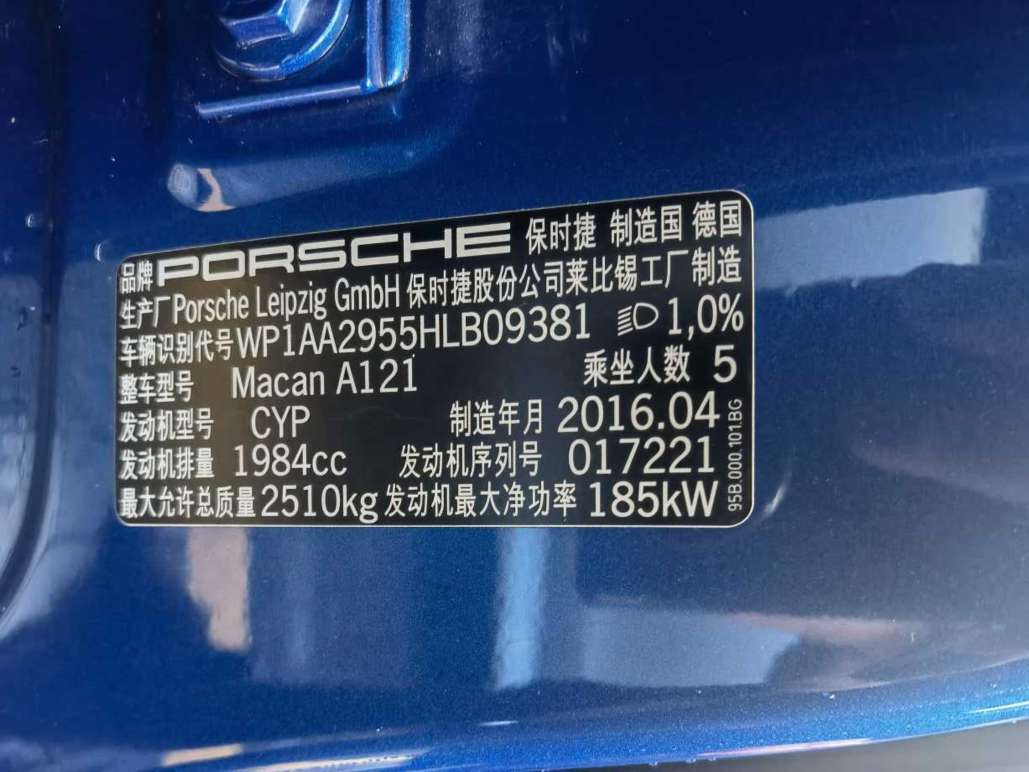 品牌 PORSCHE 保时捷 制造国 德国
生产厂 Porsche Leipzig GmbH 保时捷股份公司莱比锡工厂制造
车辆识别代号 WP1AA2955HLB09381 1,0%
整车型号 Macan A121 乘坐人数 5
发动机型号 CYP 制造年月 2016.04
发动机排量 1984cc 发动机序列号 017221
最大允许总质量 2510kg 发动机最大净功率 185kW
95B.000.101.BG